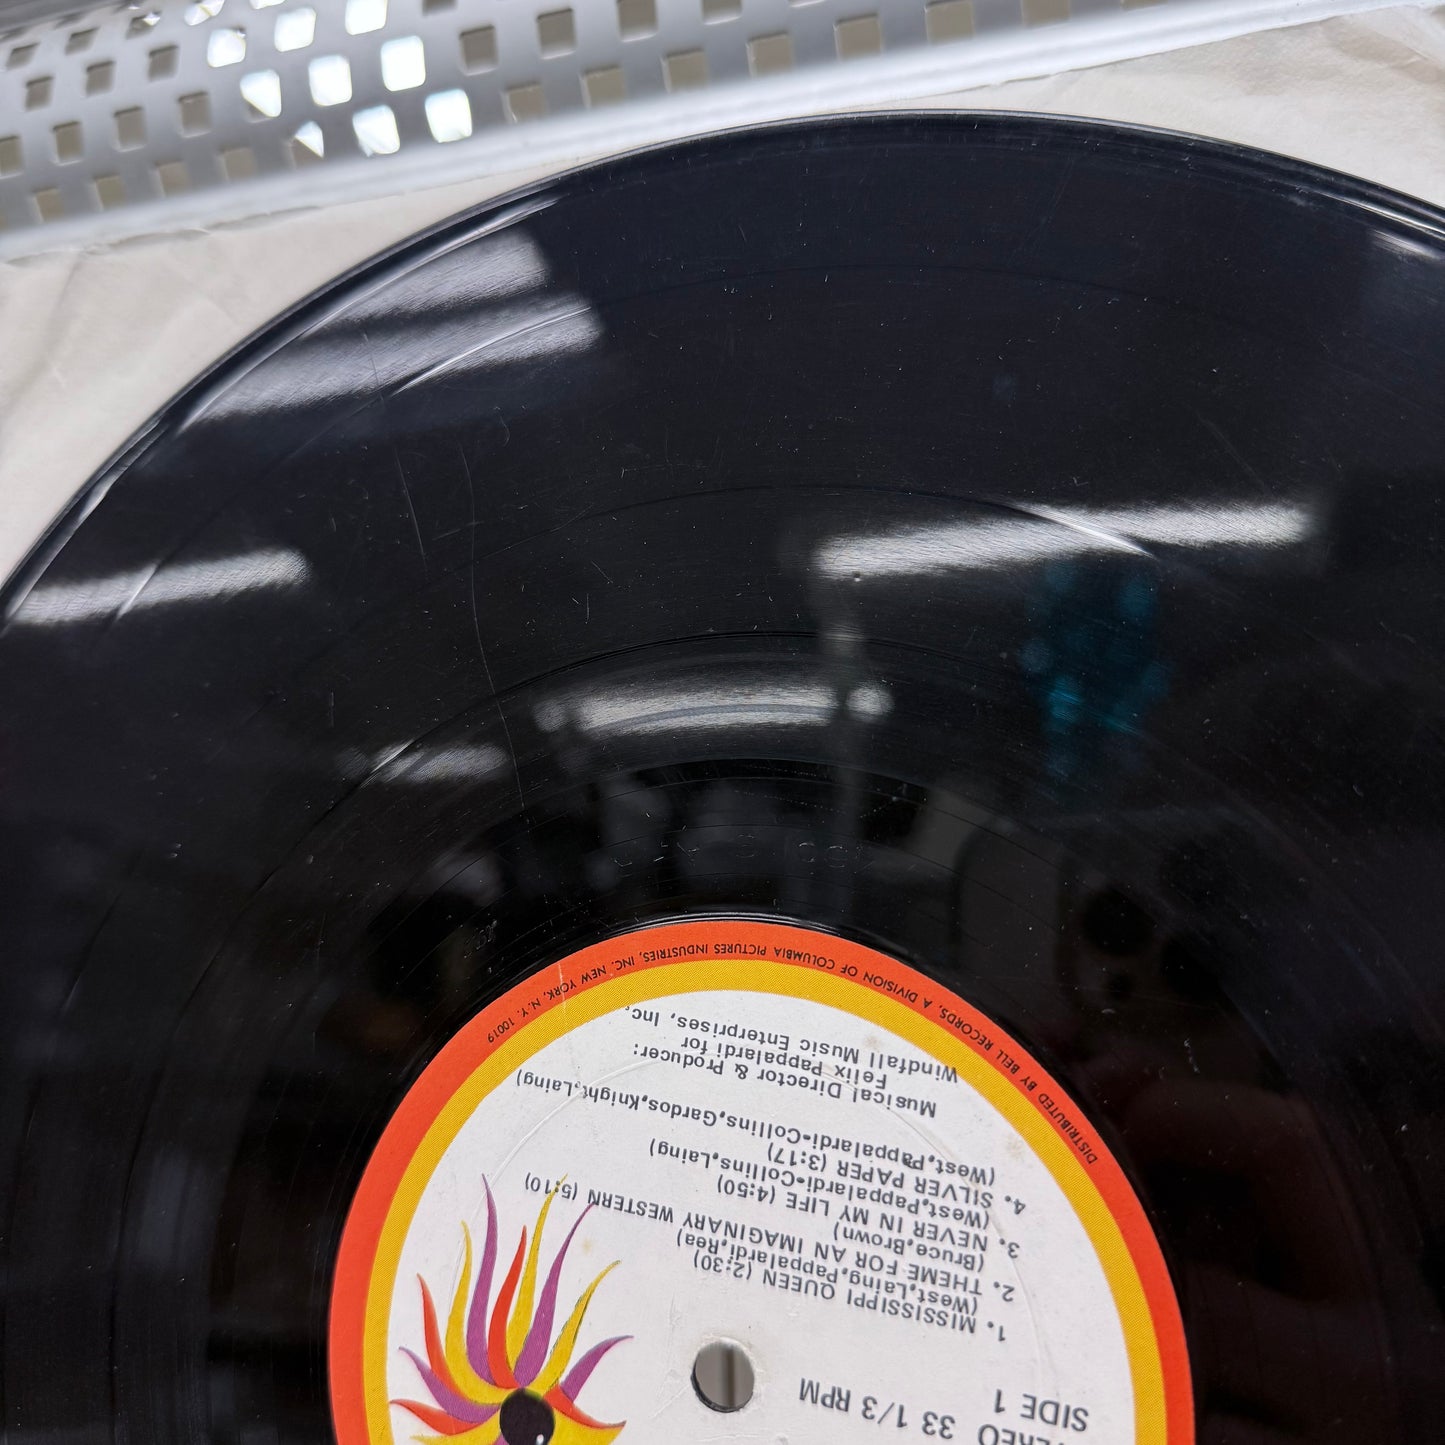 STEREO 33 1/3 RPM
SIDE 1
1. MISSISSIPPI QUEEN (2:30)
(West,Laing,Pappalardi,Rea)
2. THEME FOR AN IMAGINARY WESTERN (5:10)
(Bruce,Brown)
3. NEVER IN MY LIFE (4:50)
(West,Pappalardi•Collins,Laing)
4. SILVER PAPER (3:17)
(West,Pappalardi•Collins,Gardos,Knight,Laing)
Musical Director & Producer:
Felix Pappalardi for
Windfall Music Enterprises, Inc.
DISTRIBUTED BY BELL RECORDS, A DIVISION OF COLUMBIA PICTURES INDUSTRIES, INC. NEW YORK, N.Y. 10019